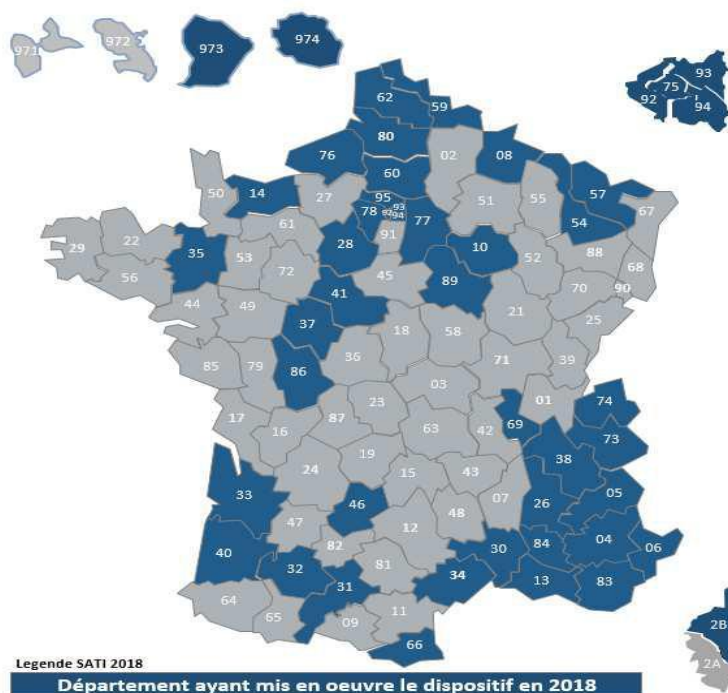 971 972 973 974
93
75
92 94
62
59
80
76 02 08
60
50 14 27 95 51 55 57 67
78 92 93 94 77 54
61 91
29 22 35 53 28 10 88 68
56 72 45 89 52 70 90
41
44 49 21 25
37 18 58
85 79 86 36 71 39
03
17 87 23 01 74
16 63 42 69
73
19 38
24 15 43
33 46 07 26 05
47 12 48
40 82 30 84 04 06
32 81 34
31 13 83
64 65 11
09
66
2B
2A
Legende SATI 2018
Département ayant mis en oeuvre le dispositif en 2018